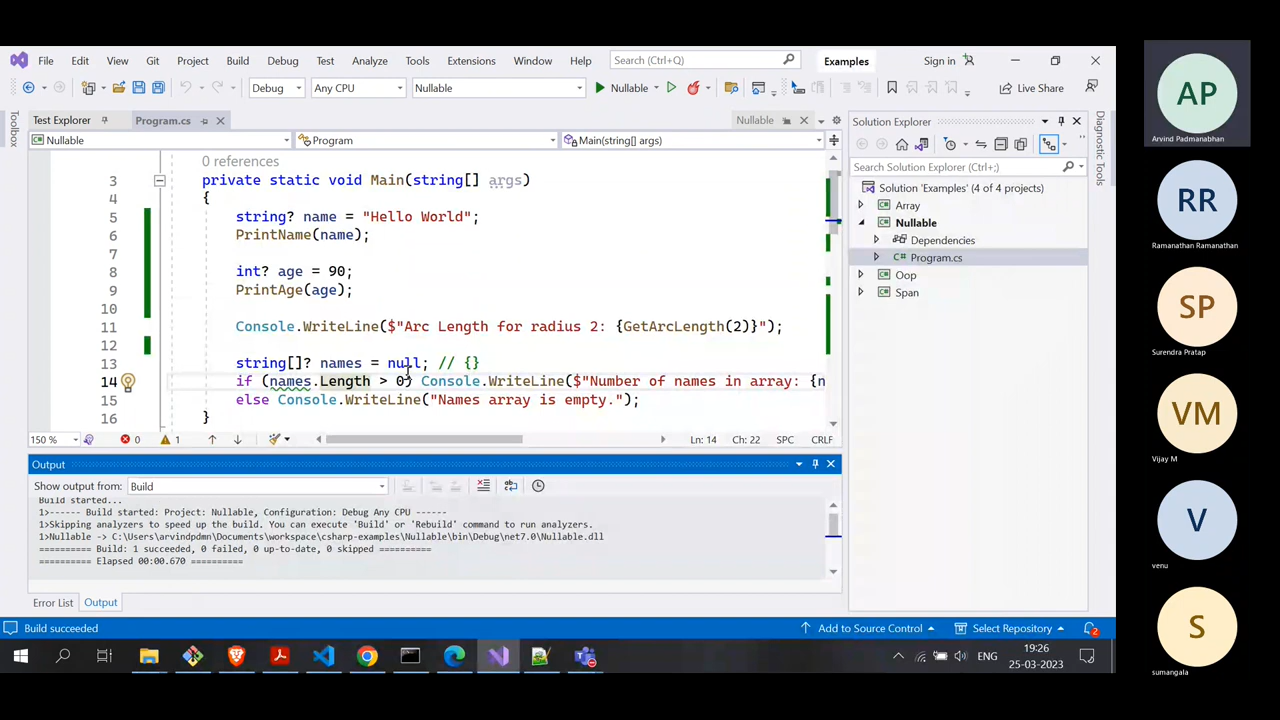 File Edit View Git Project Build Debug Test Analyze Tools Extensions Window Help Search (Ctrl+Q) Examples Sign in
Debug Any CPU Nullable Nullable Live Share
Toolbox
Test Explorer Program.cs Nullable
Nullable Program Main(string[] args)
0 references
3 private static void Main(string[] args)
4 {
5 string? name = "Hello World";
6 PrintName(name);
7
8 int? age = 90;
9 PrintAge(age);
10
11 Console.WriteLine($"Arc Length for radius 2: {GetArcLength(2)}");
12
13 string[]? names = null; // {}
14 if (names.Length > 0) Console.WriteLine($"Number of names in array: {n
15 else Console.WriteLine("Names array is empty.");
16 }
150 % 0 1 Ln: 14 Ch: 22 SPC CRLF
Output
Show output from: Build
Build started...
1>------ Build started: Project: Nullable, Configuration: Debug Any CPU ------
1>Skipping analyzers to speed up the build. You can execute 'Build' or 'Rebuild' command to run analyzers.
1>Nullable -> C:\Users\arvindpdmn\Documents\workspace\csharp-examples\Nullable\bin\Debug\net7.0\Nullable.dll
========== Build: 1 succeeded, 0 failed, 0 up-to-date, 0 skipped ==========
========== Elapsed 00:00.670 ==========
Error List Output
Solution Explorer
Search Solution Explorer (Ctrl+;)
Solution 'Examples' (4 of 4 projects)
Array
Nullable
Dependencies
C# Program.cs
Oop
Span
Diagnostic Tools
Build succeeded Add to Source Control Select Repository 2
ENG 19:26
25-03-2023
AP
Arvind Padmanabhan
RR
Ramanathan Ramanathan
SP
Surendra Pratap
VM
Vijay M
V
venu
S
sumangala